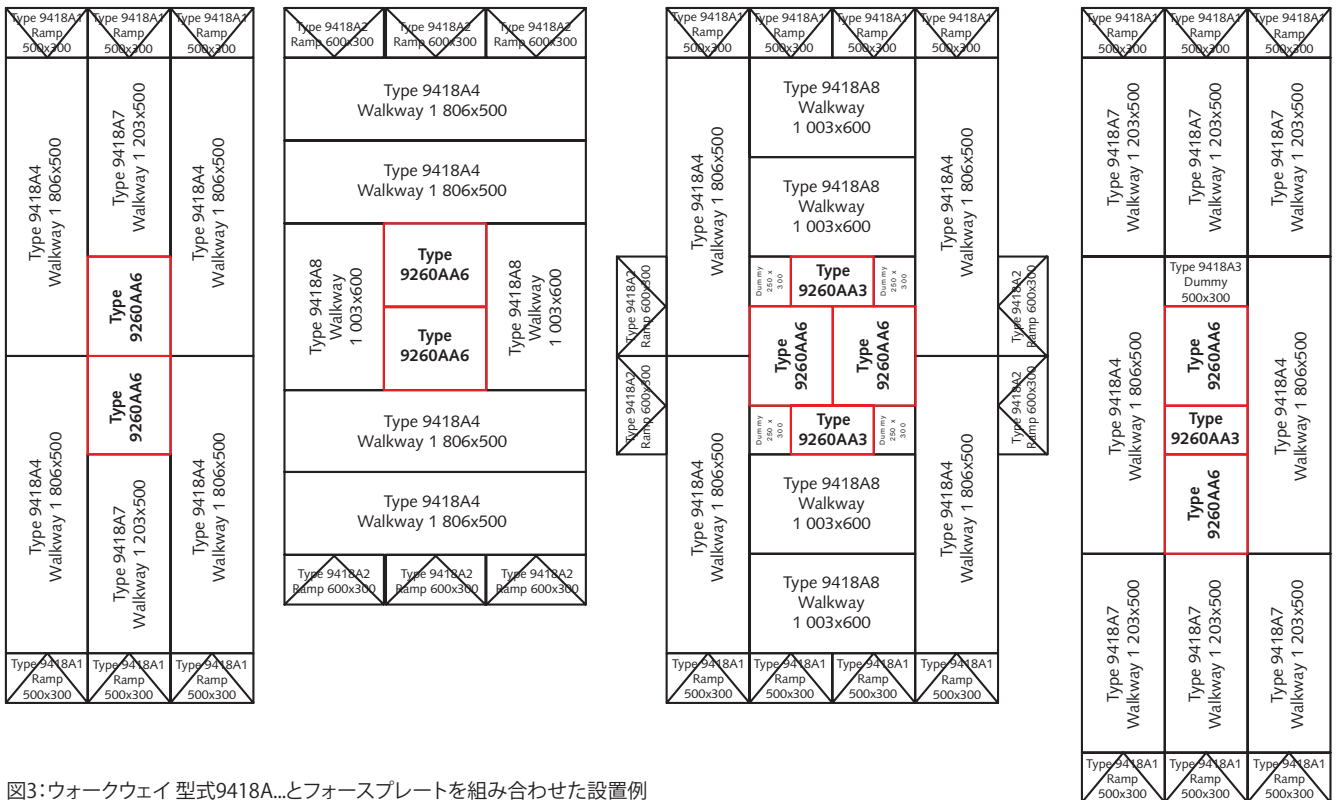 Type 9418A1
Ramp
500x300
Type 9418A1
Ramp
500x300
Type 9418A1
Ramp
500x300
Type 9418A4
Walkway 1 806x500
Type 9418A7
Walkway 1 203x500
Type 9418A4
Walkway 1 806x500
Type
9260AA6
Type
9260AA6
Type 9418A4
Walkway 1 806x500
Type 9418A7
Walkway 1 203x500
Type 9418A4
Walkway 1 806x500
Type 9418A1
Ramp
500x300
Type 9418A1
Ramp
500x300
Type 9418A1
Ramp
500x300
Type 9418A2
Ramp 600x300
Type 9418A2
Ramp 600x300
Type 9418A2
Ramp 600x300
Type 9418A4
Walkway 1 806x500
Type 9418A4
Walkway 1 806x500
Type 9418A8
Walkway
1 003x600
Type
9260AA6
Type
9260AA6
Type 9418A8
Walkway
1 003x600
Type 9418A4
Walkway 1 806x500
Type 9418A4
Walkway 1 806x500
Type 9418A2
Ramp 600x300
Type 9418A2
Ramp 600x300
Type 9418A2
Ramp 600x300
Type 9418A1
Ramp
500x300
Type 9418A1
Ramp
500x300
Type 9418A1
Ramp
500x300
Type 9418A1
Ramp
500x300
Type 9418A4
Walkway 1 806x500
Type 9418A8
Walkway
1 003x600
Type 9418A8
Walkway
1 003x600
Type 9418A4
Walkway 1 806x500
Type 9418A2
Ramp 600x300
Dummy
250 x
300
Type
9260AA3
Dummy
250 x
300
Type 9418A2
Ramp 600x300
Type
9260AA6
Type
9260AA6
Type 9418A2
Ramp 600x300
Dummy
250 x
300
Type
9260AA3
Dummy
250 x
300
Type 9418A2
Ramp 600x300
Type 9418A4
Walkway 1 806x500
Type 9418A8
Walkway
1 003x600
Type 9418A8
Walkway
1 003x600
Type 9418A4
Walkway 1 806x500
Type 9418A1
Ramp
500x300
Type 9418A1
Ramp
500x300
Type 9418A1
Ramp
500x300
Type 9418A1
Ramp
500x300
Type 9418A1
Ramp
500x300
Type 9418A1
Ramp
500x300
Type 9418A1
Ramp
500x300
Type 9418A7
Walkway 1 203x500
Type 9418A7
Walkway 1 203x500
Type 9418A7
Walkway 1 203x500
Type 9418A4
Walkway 1 806x500
Type 9418A3
Dummy
500x300
Type
9260AA6
Type
9260AA3
Type
9260AA6
Type 9418A4
Walkway 1 806x500
Type 9418A7
Walkway 1 203x500
Type 9418A7
Walkway 1 203x500
Type 9418A7
Walkway 1 203x500
Type 9418A1
Ramp
500x300
Type 9418A1
Ramp
500x300
Type 9418A1
Ramp
500x300
図3：ウォークウェイ 型式9418A...とフォースプレートを組み合わせた設置例